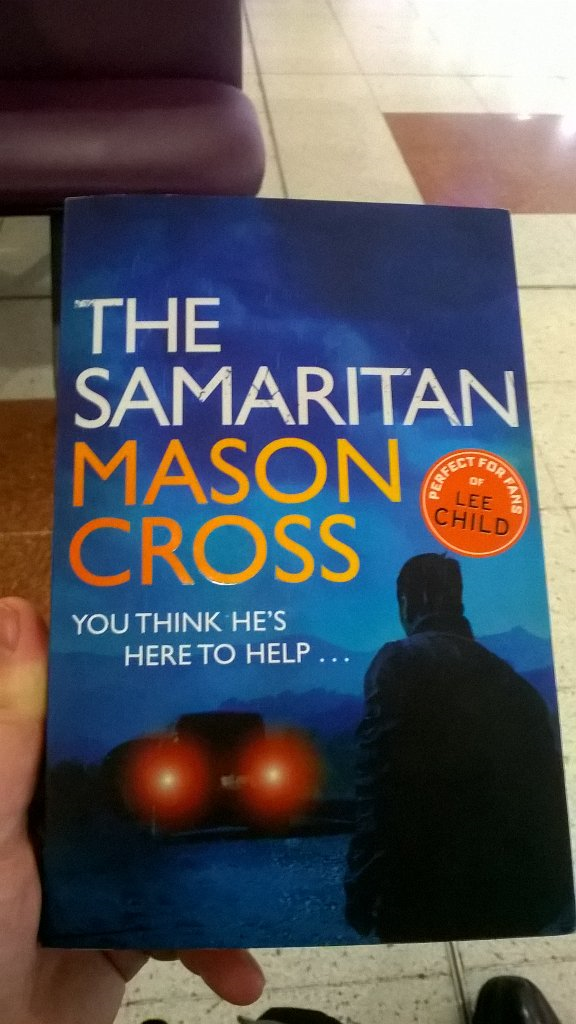 THE
SAMARITAN
MASON
CROSS
PERFECT FOR FANS
OF
LEE
CHILD
YOU THINK HE'S
HERE TO HELP ...